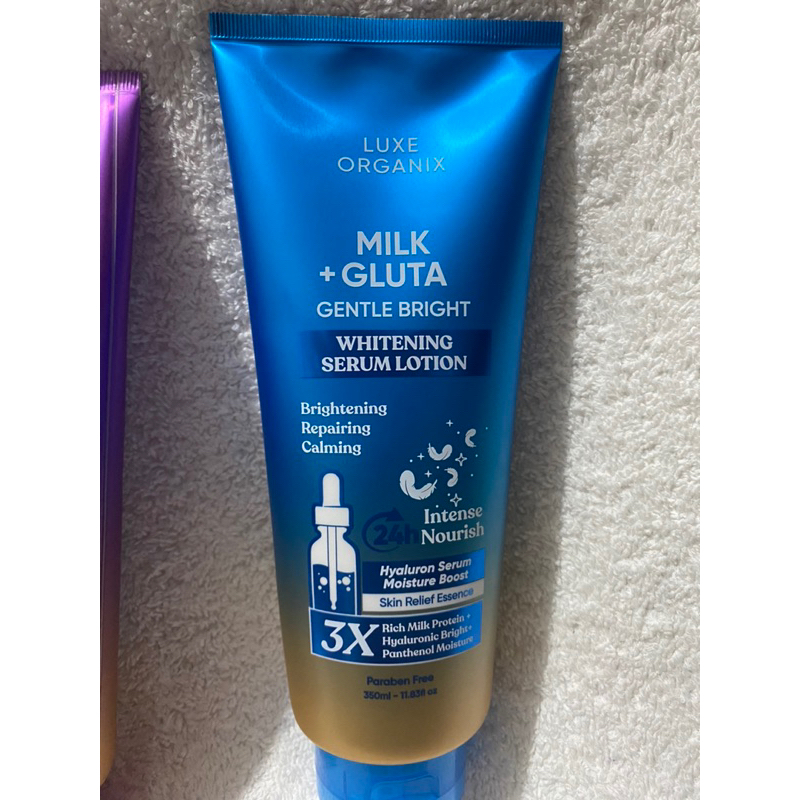 LUXE
ORGANIX
MILK
+ GLUTA
GENTLE BRIGHT
WHITENING
SERUM LOTION
Brightening
Repairing
Calming
24h
Intense
Nourish
Hyaluron Serum
Moisture Boost
Skin Relief Essence
3X
Rich Milk Protein +
Hyaluronic Bright+
Panthenol Moisture
Paraben Free
350ml - 11.838 oz